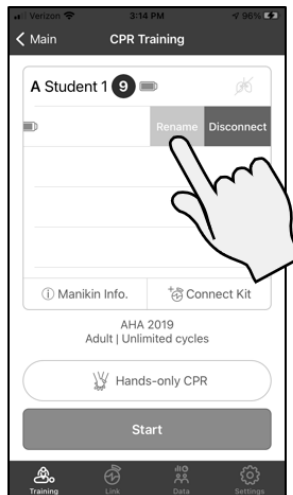 Verizon 3:14 PM 96%
Main CPR Training
A Student 1 9
Rename Disconnect
Manikin Info. Connect Kit
AHA 2019
Adult | Unlimited cycles
Hands-only CPR
Start
Training Link Data Settings